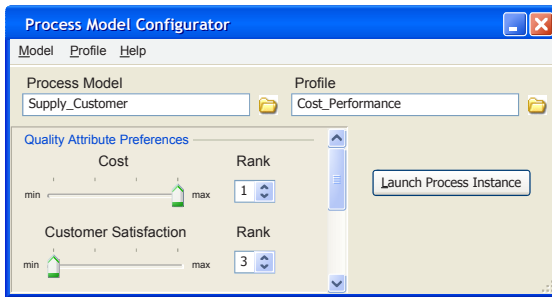 Process Model Configurator
Model Profile Help
Process Model Profile
Supply_Customer Cost_Performance
Quality Attribute Preferences
Cost Rank
min max 1
Launch Process Instance
Customer Satisfaction Rank
min max 3